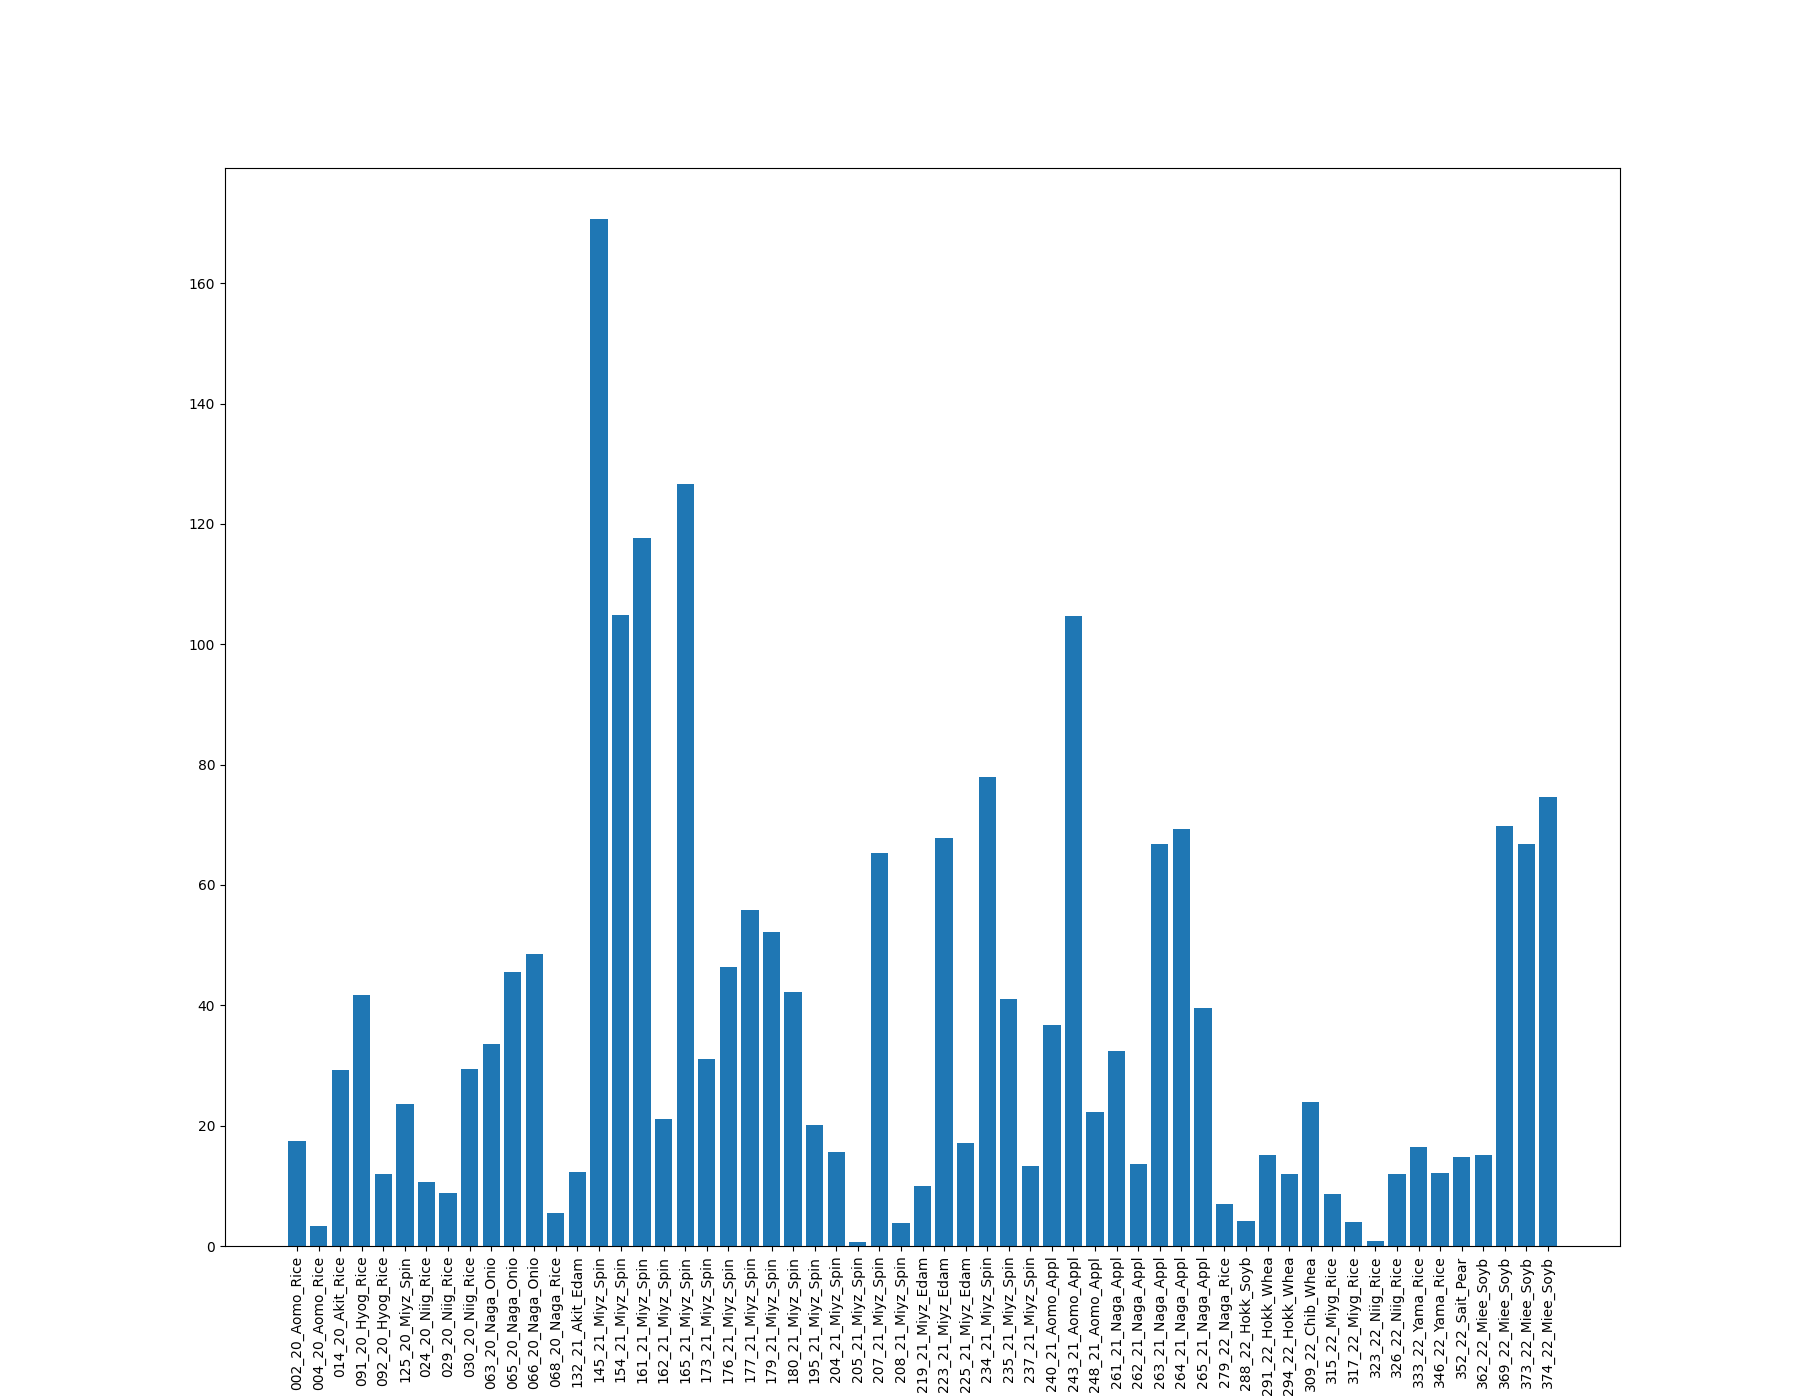 160
140
120
100
80
60
40
20
0
002_20_Aomo_Rice
004_20_Aomo_Rice
014_20_Akit_Rice
091_20_Hyog_Rice
092_20_Hyog_Rice
125_20_Miyz_Spin
024_20_Niig_Rice
029_20_Niig_Rice
030_20_Niig_Rice
063_20_Naga_Onio
065_20_Naga_Onio
066_20_Naga_Onio
068_20_Naga_Rice
132_21_Akit_Edam
145_21_Miyz_Spin
154_21_Miyz_Spin
161_21_Miyz_Spin
162_21_Miyz_Spin
165_21_Miyz_Spin
173_21_Miyz_Spin
176_21_Miyz_Spin
177_21_Miyz_Spin
179_21_Miyz_Spin
180_21_Miyz_Spin
195_21_Miyz_Spin
204_21_Miyz_Spin
205_21_Miyz_Spin
207_21_Miyz_Spin
208_21_Miyz_Spin
219_21_Miyz_Edam
223_21_Miyz_Edam
225_21_Miyz_Edam
234_21_Miyz_Spin
235_21_Miyz_Spin
237_21_Miyz_Spin
240_21_Aomo_Appl
243_21_Aomo_Appl
248_21_Aomo_Appl
261_21_Naga_Appl
262_21_Naga_Appl
263_21_Naga_Appl
264_21_Naga_Appl
265_21_Naga_Appl
279_22_Naga_Rice
288_22_Hokk_Soyb
291_22_Hokk_Whea
294_22_Hokk_Whea
309_22_Chib_Whea
315_22_Miyg_Rice
317_22_Miyg_Rice
323_22_Niig_Rice
326_22_Niig_Rice
333_22_Yama_Rice
346_22_Yama_Rice
352_22_Sait_Pear
362_22_Miee_Soyb
369_22_Miee_Soyb
373_22_Miee_Soyb
374_22_Miee_Soyb